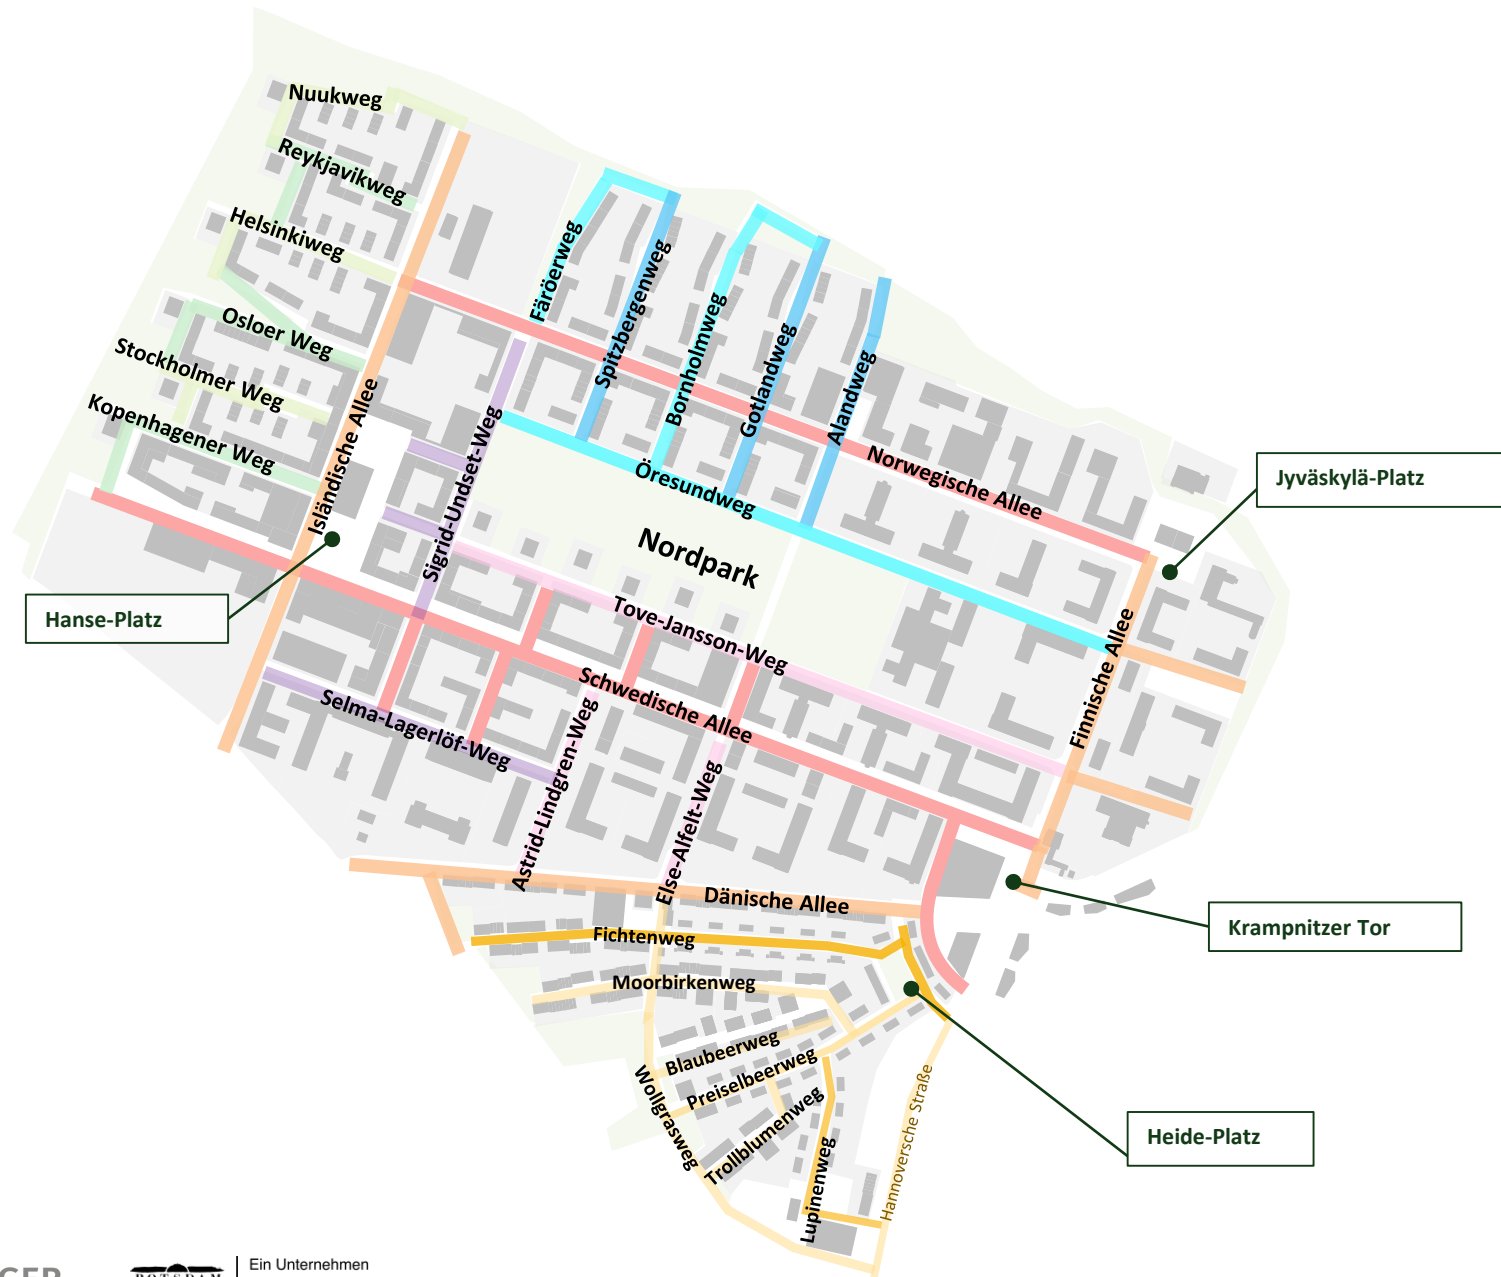 Nuukweg
Reykjavikweg
Helsinkiweg
Osloer Weg
Stockholmer Weg
Kopenhagener Weg
Isländische Allee
Färöerweg
Spitzbergenweg
Bornholmweg
Gotlandweg
Alandweg
Norwegische Allee
Jyväskylä-Platz
Sigrid-Undset-Weg
Öresundweg
Nordpark
Hanse-Platz
Tove-Jansson-Weg
Finnische Allee
Schwedische Allee
Selma-Lagerlöf-Weg
Astrid-Lindgren-Weg
Else-Alfelt-Weg
Dänische Allee
Krampnitzer Tor
Fichtenweg
Moorbirkenweg
Blaubeerweg
Preiselbeerweg
Wollgrasweg
Trollblumenweg
Lupinenweg
Hannoversche Straße
Heide-Platz
Ein Unternehmen